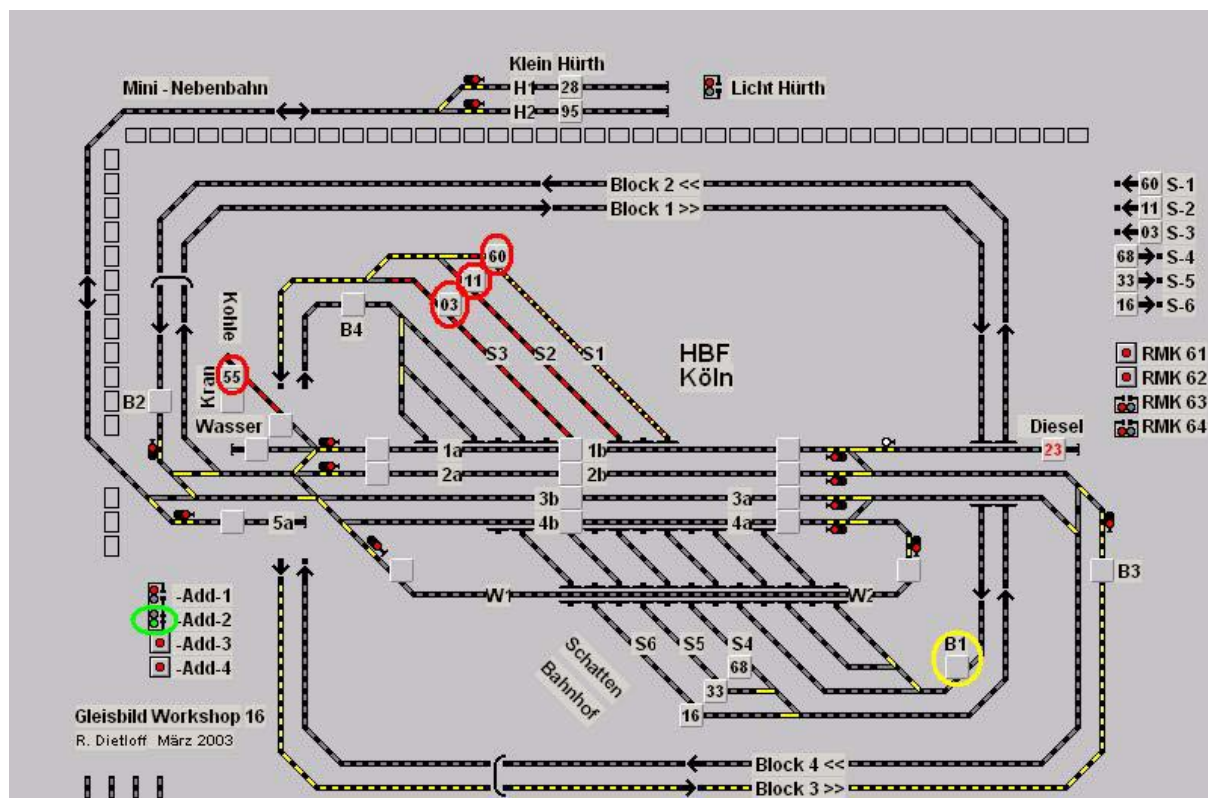 Klein Hürth
Mini - Nebenbahn
H1 28
Licht Hürth
H2 95
Block 2 <<
60 S-1
Block 1 >>
11 S-2
03 S-3
60
68 S-4
11
33 S-5
03
16 S-6
Kohle
B4
S3 S2 S1
HBF
Köln
RMK 61
55
RMK 62
Kran
B2
RMK 63
Wasser
Diesel
RMK 64
1a 1b 23
2a 2b
3b 3a
5a 4b 4a
B3
W1 W2
-Add-1
-Add-2
-Add-3
-Add-4
S6 S5 S4
B1
Schatten
Bahnhof
68
33
16
Gleisbild Workshop 16
R. Dietloff März 2003
Block 4 <<
Block 3 >>